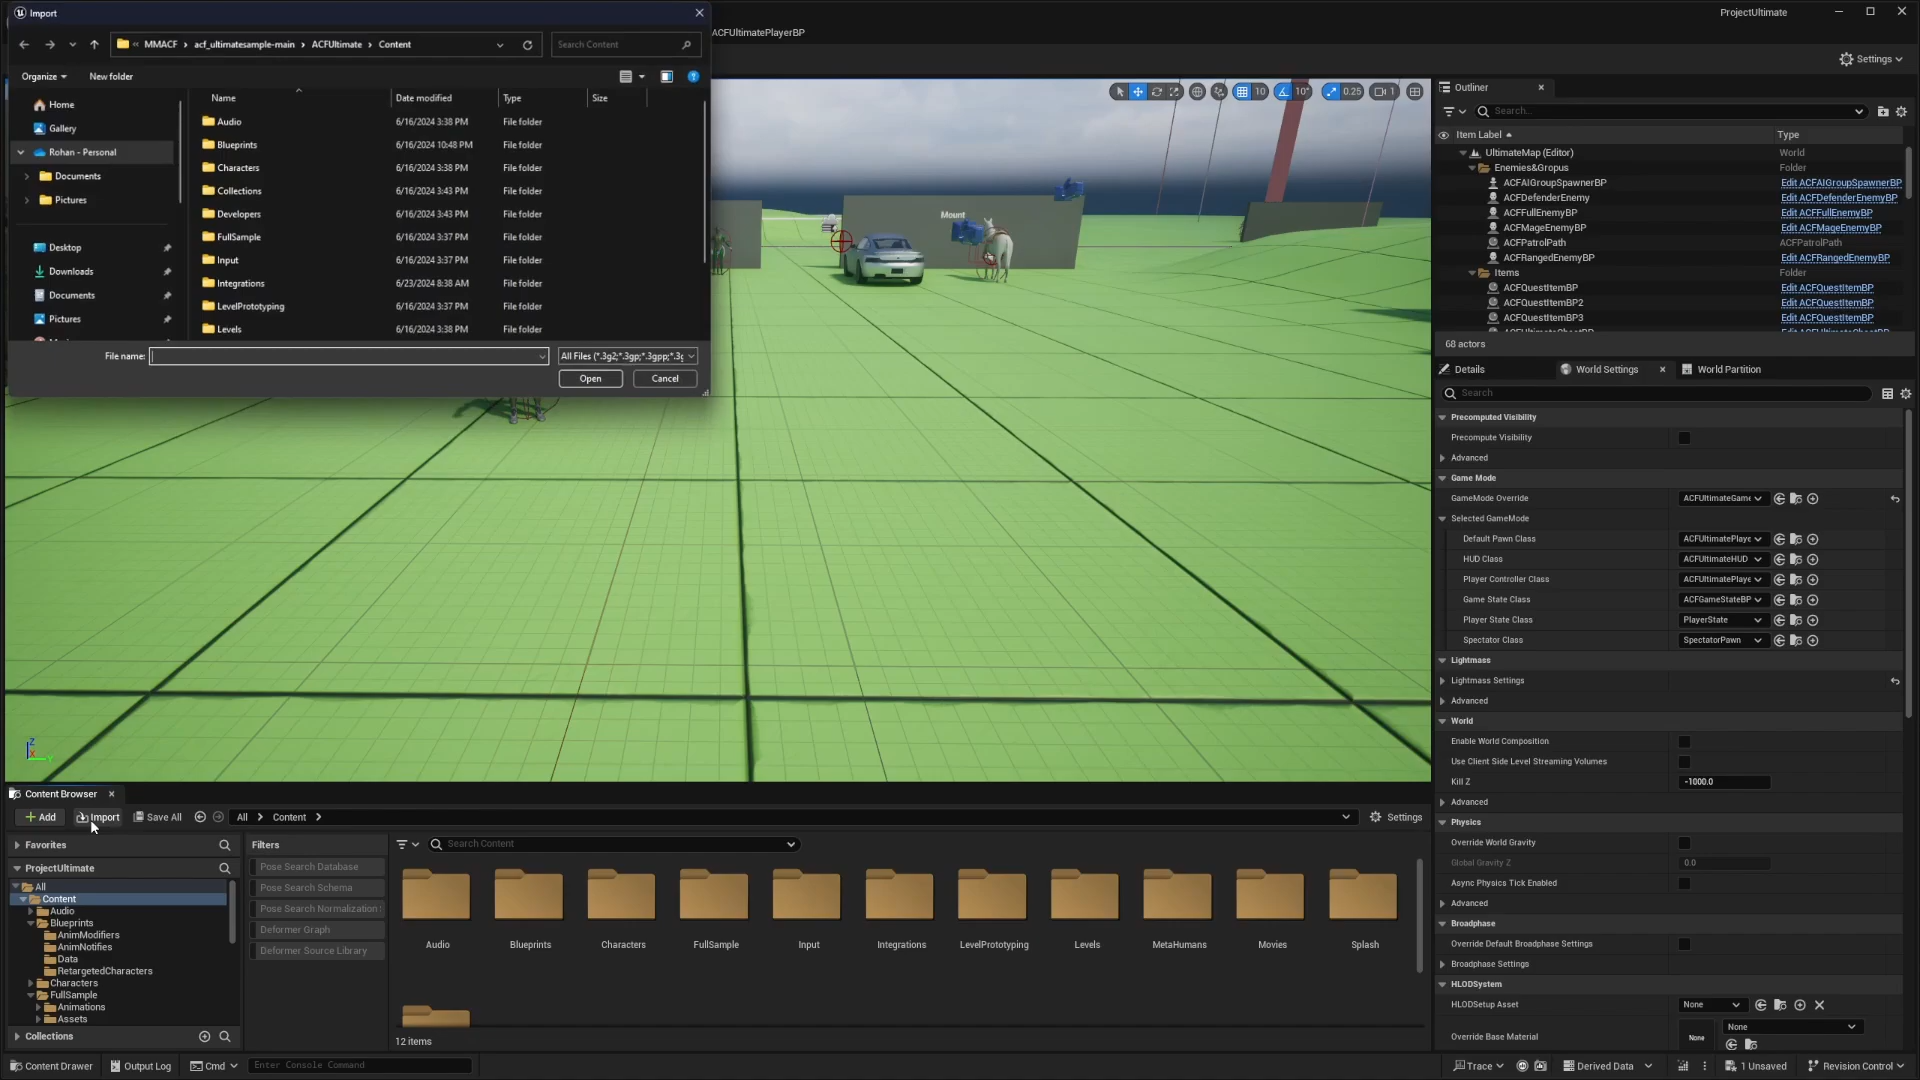 Import
ProjectUltimate
ACFUltimatePlayerBP
MMACF
acf_ultimatesample-main
ACFUltimate
Content
Search Content
Organize
New folder
Settings
Name
Date modified
Type
Size
Home
Gallery
Rohan - Personal
Documents
Pictures
Desktop
Downloads
Documents
Pictures
Audio 6/16/2024 3:38 PM File folder
Blueprints 6/16/2024 10:48 PM File folder
Characters 6/16/2024 3:38 PM File folder
Collections 6/16/2024 3:43 PM File folder
Developers 6/16/2024 3:43 PM File folder
FullSample 6/16/2024 3:37 PM File folder
Input 6/16/2024 3:37 PM File folder
Integrations 6/23/2024 8:38 AM File folder
LevelPrototyping 6/16/2024 3:37 PM File folder
Levels 6/16/2024 3:38 PM File folder
File name:
All Files (*.3g2;*.3gp;*.3gpp;*.3g
Open
Cancel
10
10°
0.25
1
Mount
Outliner
Search...
Item Label
Type
UltimateMap (Editor) World
Enemies&Gropus Folder
ACFAIGroupSpawnerBP Edit ACFAIGroupSpawnerBP
ACFDefenderEnemy Edit ACFDefenderEnemyBP
ACFFullEnemyBP Edit ACFFullEnemyBP
ACFMageEnemyBP Edit ACFMageEnemyBP
ACFPatrolPath ACFPatrolPath
ACFRangedEnemyBP Edit ACFRangedEnemyBP
Items Folder
ACFQuestItemBP Edit ACFQuestItemBP
ACFQuestItemBP2 Edit ACFQuestItemBP
ACFQuestItemBP3 Edit ACFQuestItemBP
68 actors
Details
World Settings
World Partition
Search
Precomputed Visibility
Precompute Visibility
Advanced
Game Mode
GameMode Override ACFUltimateGame
Selected GameMode
Default Pawn Class ACFUltimatePlaye
HUD Class ACFUltimateHUD
Player Controller Class ACFUltimatePlaye
Game State Class ACFGameStateBP
Player State Class PlayerState
Spectator Class SpectatorPawn
Lightmass
Lightmass Settings
Advanced
World
Enable World Composition
Use Client Side Level Streaming Volumes
Kill Z -1000.0
Advanced
Physics
Override World Gravity
Global Gravity Z 0.0
Async Physics Tick Enabled
Advanced
Broadphase
Override Default Broadphase Settings
Broadphase Settings
HLODSystem
HLODSetup Asset None
Override Base Material None None
Z
X
Y
Content Browser
Add
Import
Save All
All
Content
Settings
Favorites
ProjectUltimate
All
Content
Audio
Blueprints
AnimModifiers
AnimNotifies
Data
RetargetedCharacters
Characters
FullSample
Animations
Assets
Collections
Filters
Pose Search Database
Pose Search Schema
Pose Search Normalization
Deformer Graph
Deformer Source Library
Search Content
Audio
Blueprints
Characters
FullSample
Input
Integrations
LevelPrototyping
Levels
MetaHumans
Movies
Splash
12 items
Content Drawer
Output Log
Cmd
Enter Console Command
Trace
Derived Data
1 Unsaved
Revision Control